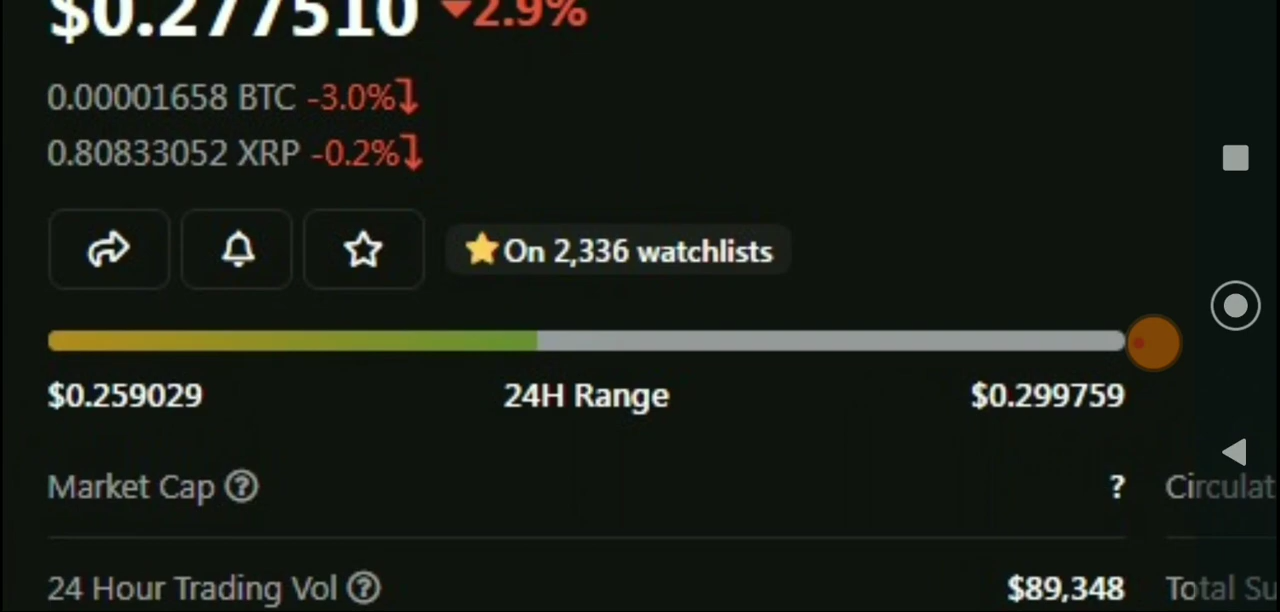 $0.277510 2.9%
0.00001658 BTC -3.0%
0.80833052 XRP -0.2%
On 2,336 watchlists
$0.259029 24H Range $0.299759
Market Cap ? Circulat
24 Hour Trading Vol $89,348 Total Su